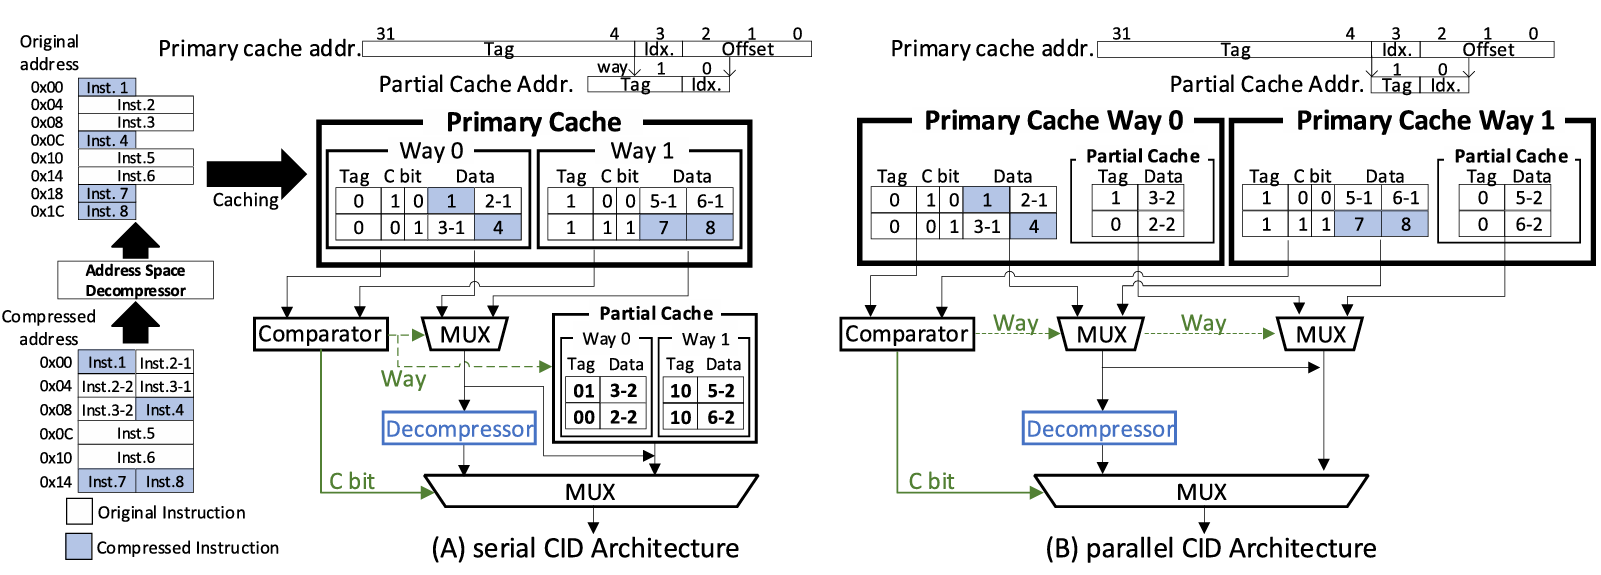 Original address
0x00 Inst. 1
0x04 Inst.2
0x08 Inst.3
0x0C Inst. 4
0x10 Inst.5
0x14 Inst.6
0x18 Inst. 7
0x1C Inst. 8
Address Space
Decompressor
Compressed
address
0x00 Inst.1 Inst.2-1
0x04 Inst.2-2 Inst.3-1
0x08 Inst.3-2 Inst.4
0x0C Inst.5
0x10 Inst.6
0x14 Inst.7 Inst.8
Original Instruction
Compressed Instruction
Caching
31 4 3 2 1 0
Primary cache addr. Tag Idx. Offset
way 1 0
Partial Cache Addr. Tag Idx.
Primary Cache
Way 0 Way 1
Tag C bit Data Tag C bit Data
0 1 0 1 2-1 1 0 0 5-1 6-1
0 0 1 3-1 4 1 1 1 7 8
Comparator MUX
Way
Partial Cache
Way 0 Way 1
Tag Data Tag Data
01 3-2 10 5-2
00 2-2 10 6-2
Decompressor
C bit
MUX
(A) serial CID Architecture
31 4 3 2 1 0
Primary cache addr. Tag Idx. Offset
1 0
Partial Cache Addr. Tag Idx.
Primary Cache Way 0 Primary Cache Way 1
Partial Cache Partial Cache
Tag C bit Data Tag Data Tag C bit Data Tag Data
0 1 0 1 2-1 1 3-2 1 0 0 5-1 6-1 0 5-2
0 0 1 3-1 4 0 2-2 1 1 1 7 8 0 6-2
Comparator Way MUX Way MUX
Decompressor
C bit
MUX
(B) parallel CID Architecture